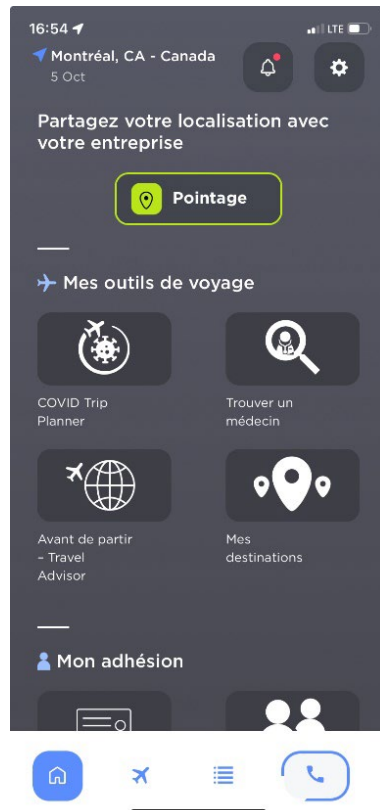 16:54
LTE
Montréal, CA - Canada
5 Oct
Partagez votre localisation avec
votre entreprise
Pointage
Mes outils de voyage
COVID Trip
Planner
Trouver un
médecin
Avant de partir
– Travel
Advisor
Mes
destinations
Mon adhésion